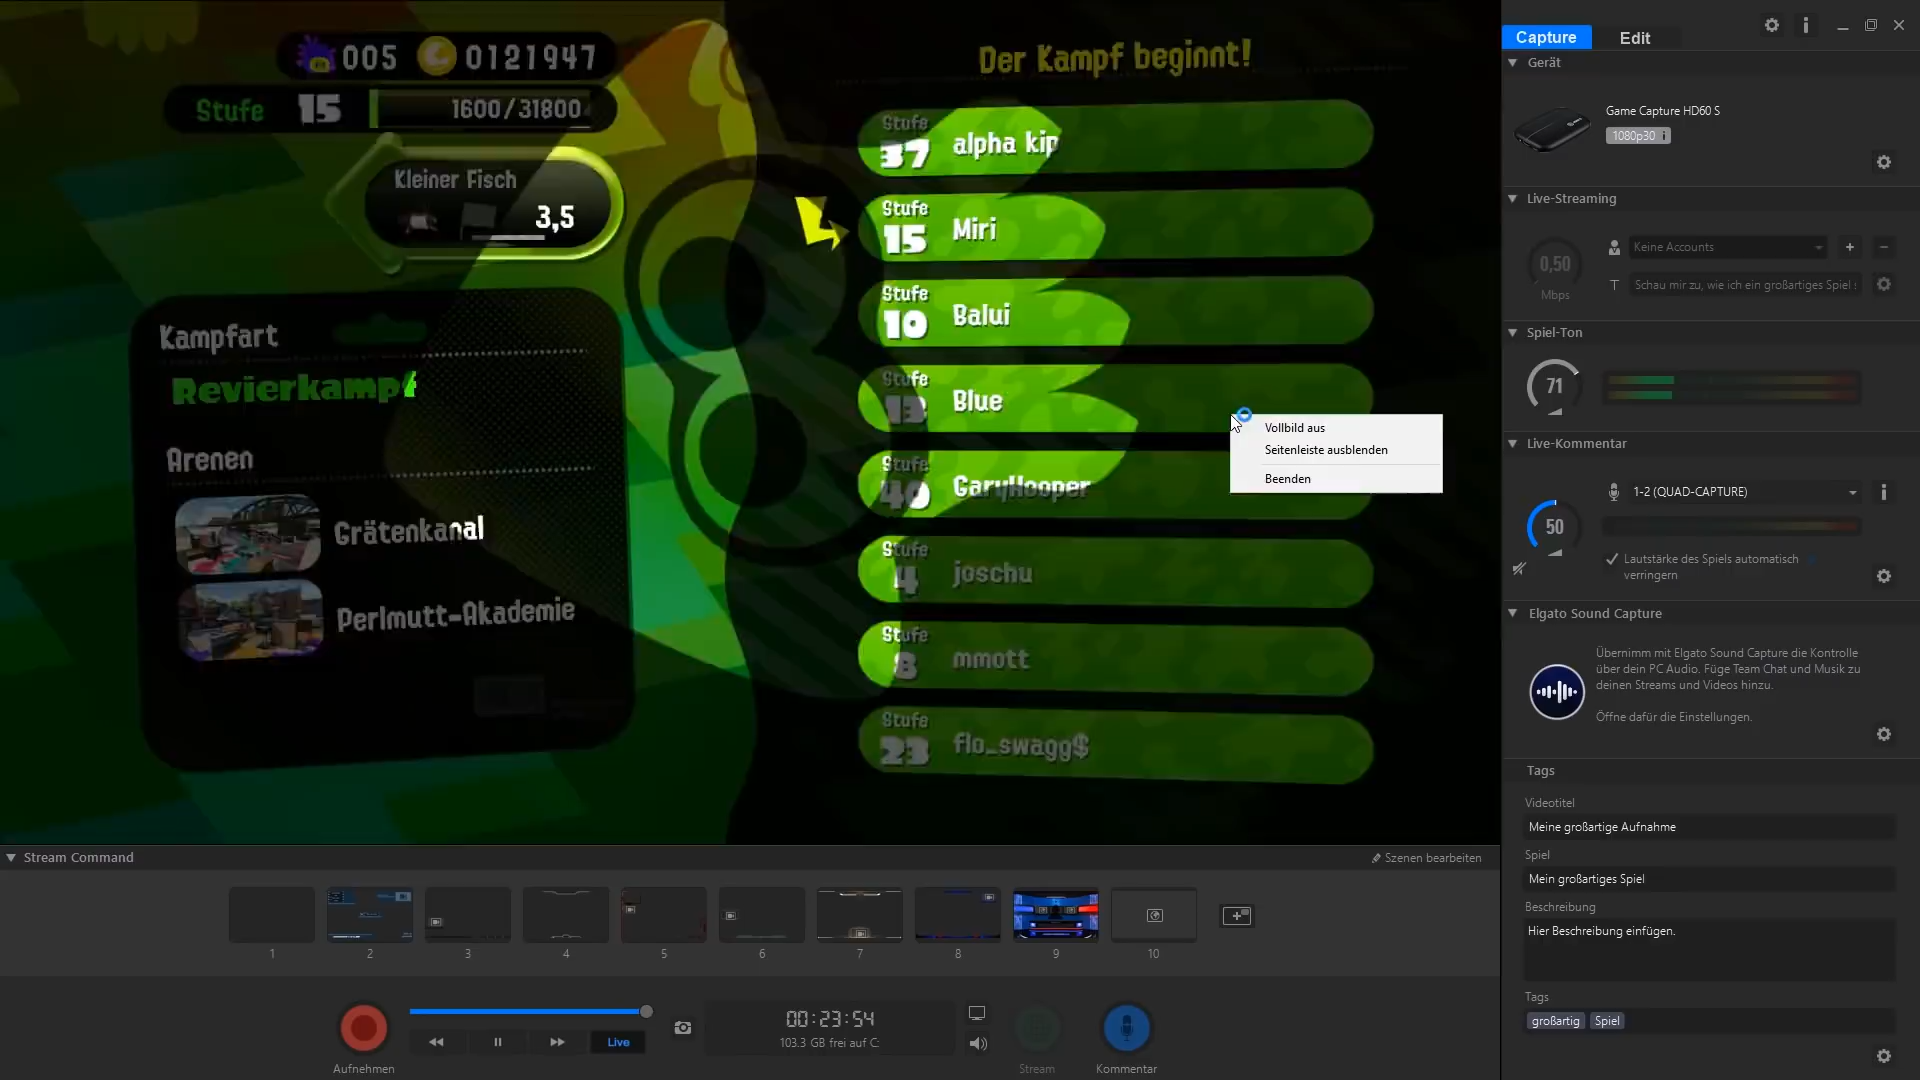 005 0121947
Stufe 15 1600/31800
Kleiner Fisch
3,5
Kampfart
Revierkampf
Arenen
Grätenkanal
Perlmutt-Akademie
Der Kampf beginnt!
Stufe 37 alpha kip
Stufe 15 Miri
Stufe 10 Balui
Stufe 13 Blue
Stufe 49 GaryHooper
Stufe 4 joschu
Stufe 8 mmott
Stufe 23 flo_swagg$
Vollbild aus
Seitenleiste ausblenden
Beenden
Stream Command
Szenen bearbeiten
1 2 3 4 5 6 7 8 9 10
Aufnehmen
Live
00:23:54
103.3 GB frei auf C:
Stream
Kommentar
Capture Edit
Gerät
Game Capture HD60 S
1080p30
Live-Streaming
0,50
Mbps
Keine Accounts
Schau mir zu, wie ich ein großartiges Spiel s
Spiel-Ton
71
Live-Kommentar
50
1-2 (QUAD-CAPTURE)
Lautstärke des Spiels automatisch
verringern
Elgato Sound Capture
Übernimm mit Elgato Sound Capture die Kontrolle
über dein PC Audio. Füge Team Chat und Musik zu
deinen Streams und Videos hinzu.
Öffne dafür die Einstellungen.
Tags
Videotitel
Meine großartige Aufnahme
Spiel
Mein großartiges Spiel
Beschreibung
Hier Beschreibung einfügen.
Tags
großartig Spiel